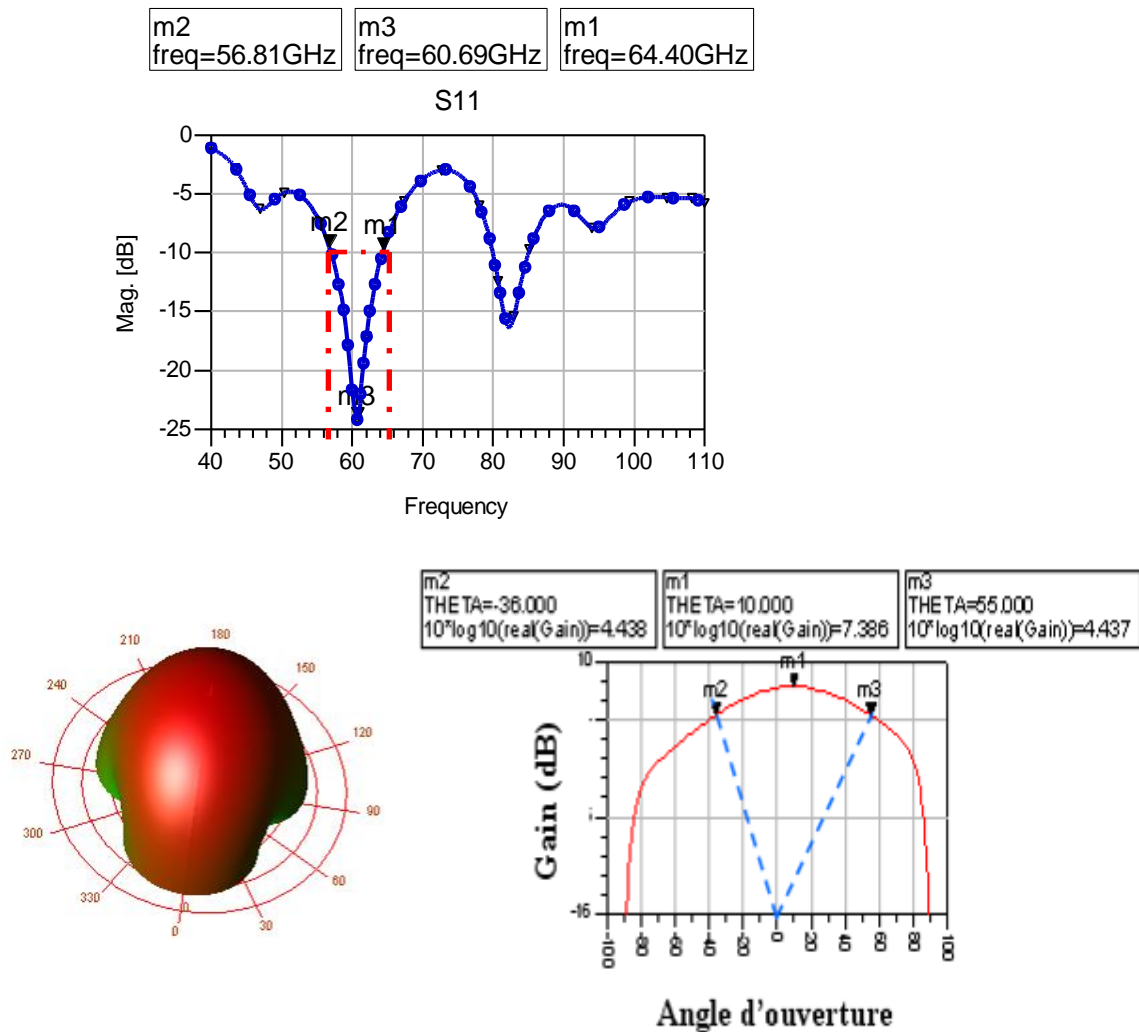 m2
freq=56.81GHz
m3
freq=60.69GHz
m1
freq=64.40GHz
S11
0
-5
-10
-15
-20
-25
Mag. [dB]
m2
m1
m3
40
50
60
70
80
90
100
110
Frequency
m2
THETA=-36.000
10*log10(real(Gain))=4.438
m1
THETA=10.000
10*log10(real(Gain))=7.386
m3
THETA=55.000
10*log10(real(Gain))=4.437
180
210
150
240
120
270
90
300
60
330
30
0
10
-16
Gain (dB)
m2
m1
m3
-100
-80
-60
-40
-20
0
20
40
60
80
100
Angle d'ouverture